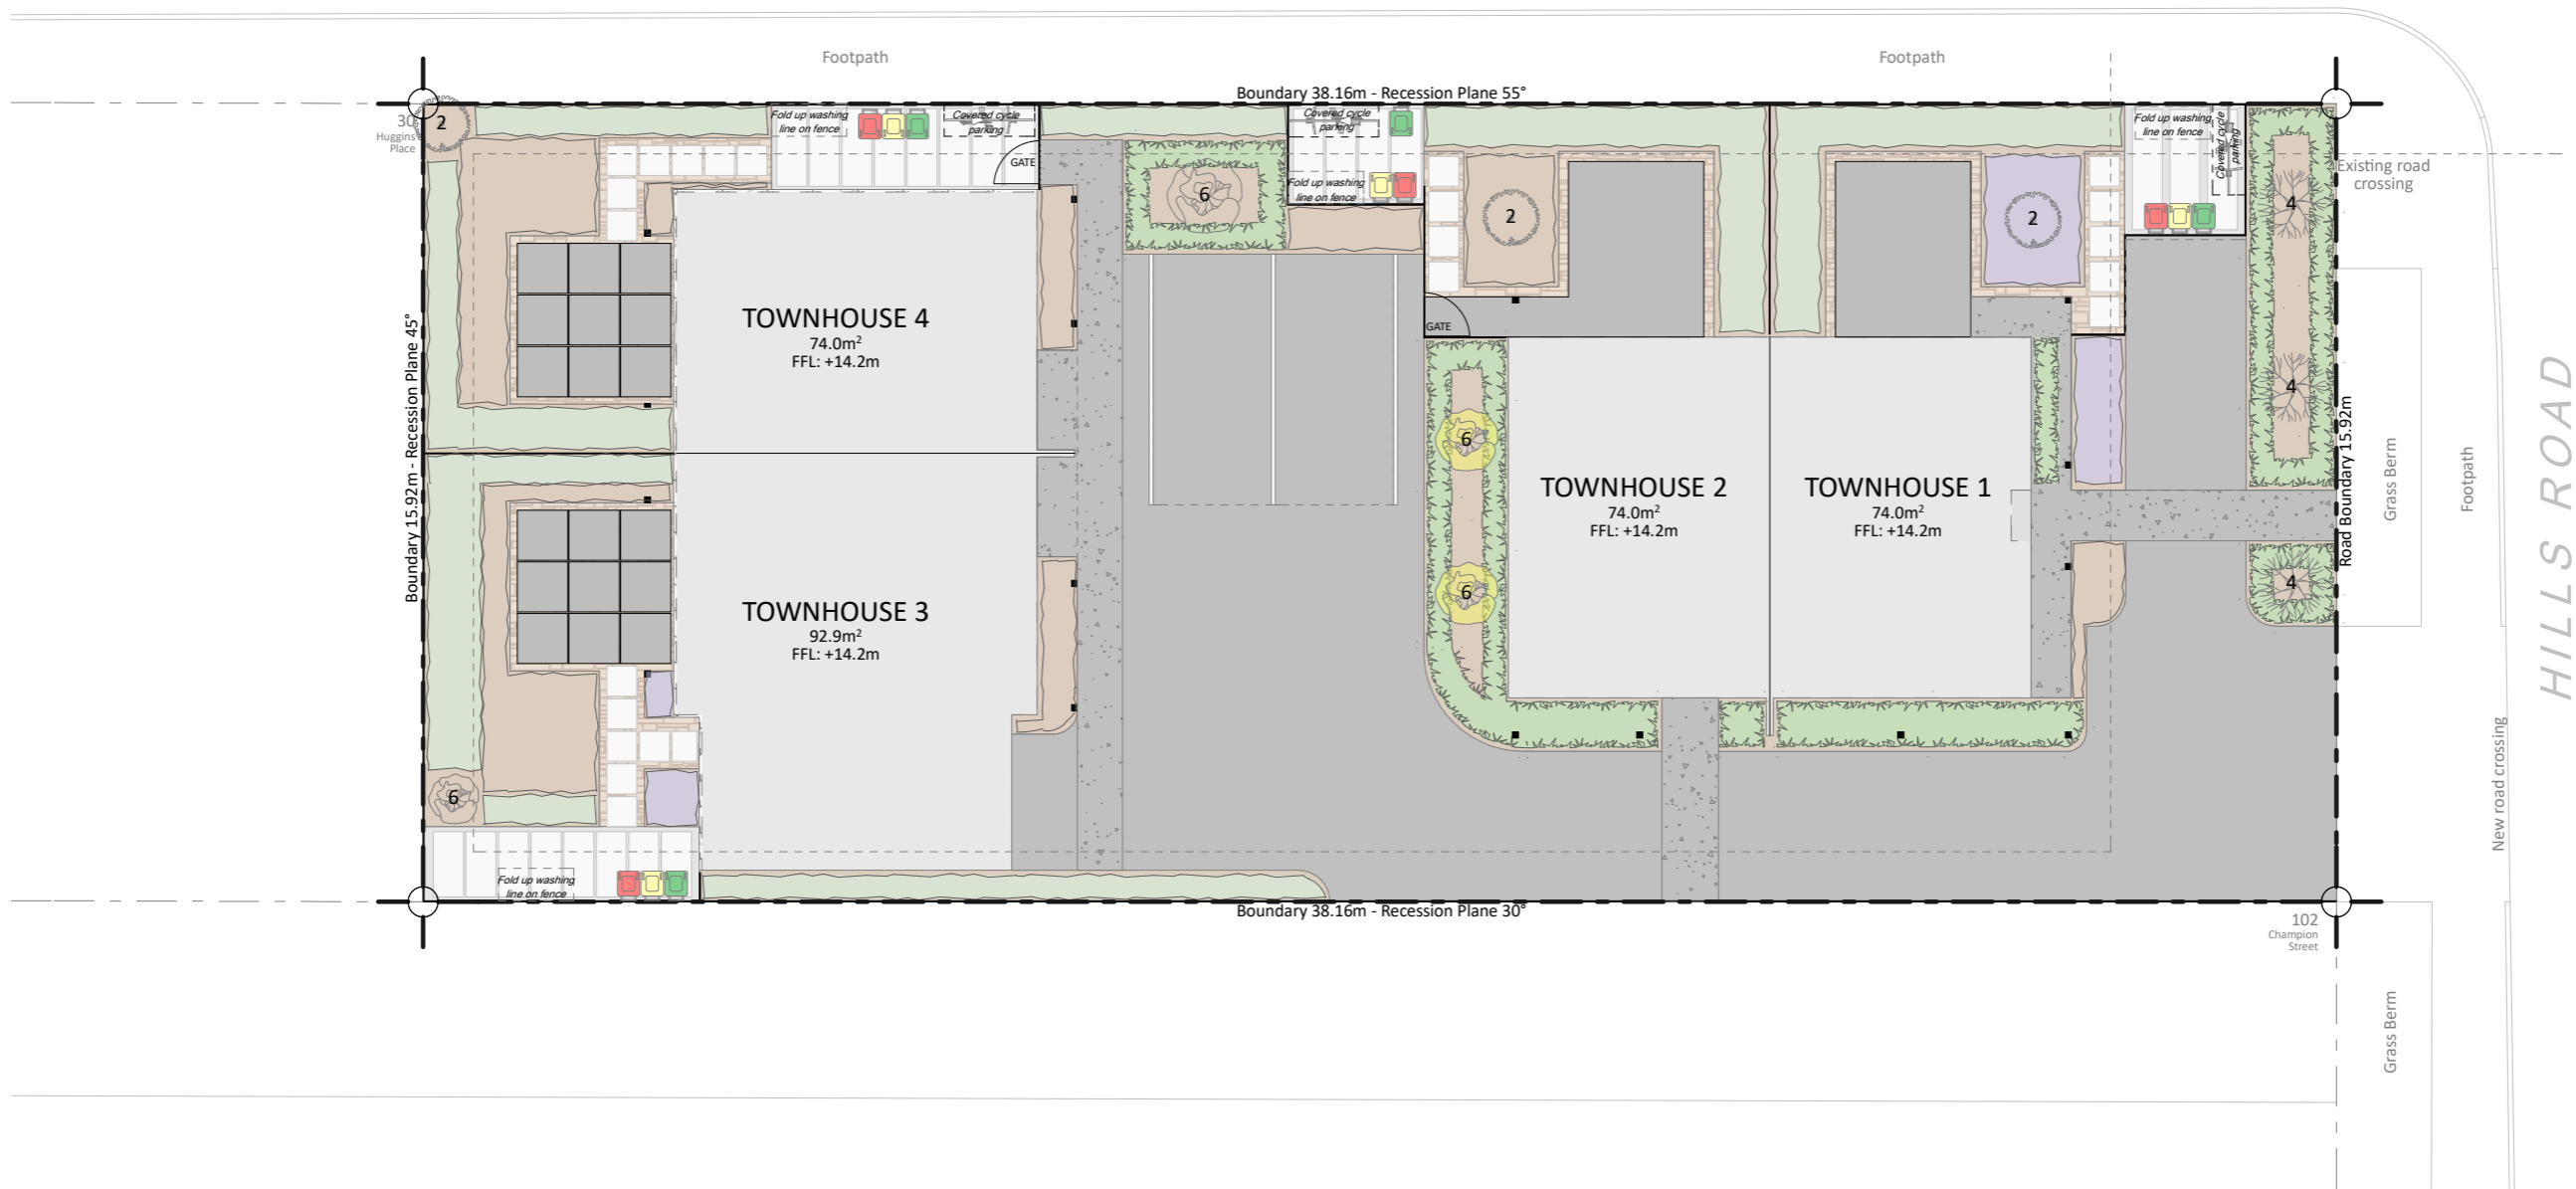 Footpath
Footpath
Boundary 38.16m - Recession Plane 55°
30
Huggins
Place
2
Fold up washing
line on fence
Covered cycle
parking
GATE
6
Covered cycle
parking
Fold up washing
line on fence
2
GATE
2
Fold up washing
line on fence
Covered cycle
parking
4
Existing road
crossing
4
Boundary 15.92m - Recession Plane 45°
TOWNHOUSE 4
74.0m²
FFL: +14.2m
6
TOWNHOUSE 2
74.0m²
FFL: +14.2m
TOWNHOUSE 1
74.0m²
FFL: +14.2m
Road Boundary 15.92m
Grass Berm
Footpath
HILLS ROAD
TOWNHOUSE 3
92.9m²
FFL: +14.2m
6
4
6
New road crossing
Fold up washing
line on fence
Boundary 38.16m - Recession Plane 30°
102
Champion
Street
Grass Berm